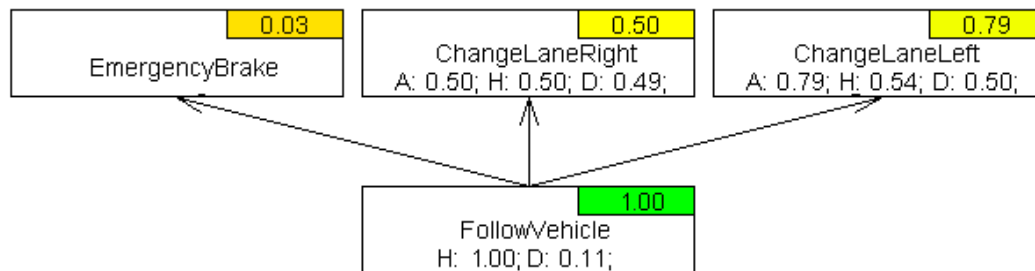 0.03
EmergencyBrake
0.50
ChangeLaneRight
A: 0.50; H: 0.50; D: 0.49;
0.79
ChangeLaneLeft
A: 0.79; H: 0.54; D: 0.50;
1.00
FollowVehicle
H: 1.00; D: 0.11;